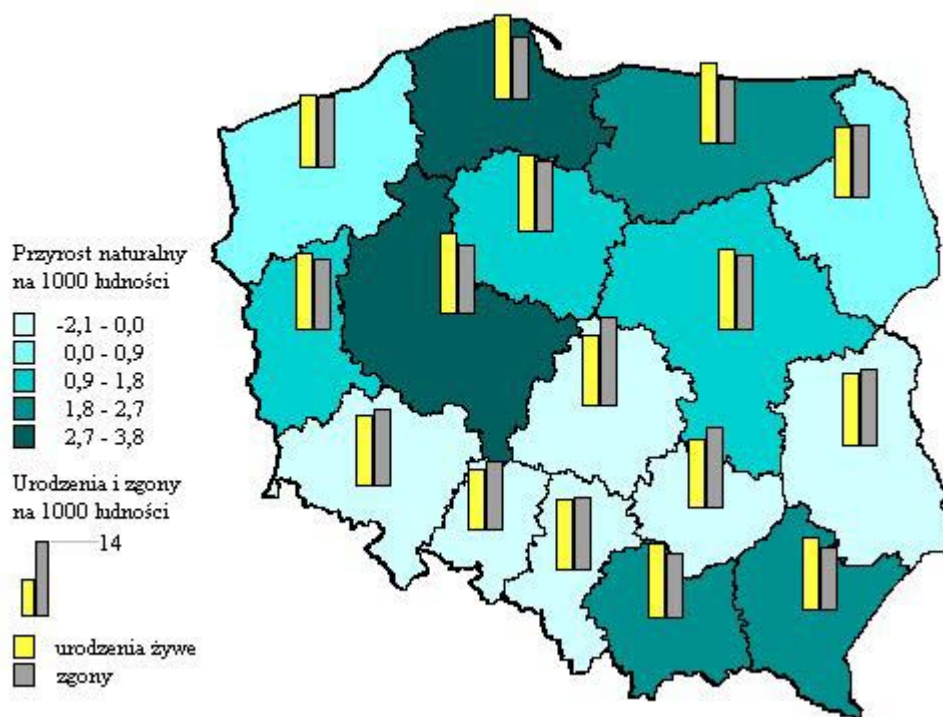 Przyrost naturalny
na 1000 ludności
-2,1 - 0,0
0,0 - 0,9
0,9 - 1,8
1,8 - 2,7
2,7 - 3,8
Urodzenia i zgony
na 1000 ludności
14
urodzenia żywe
zgony